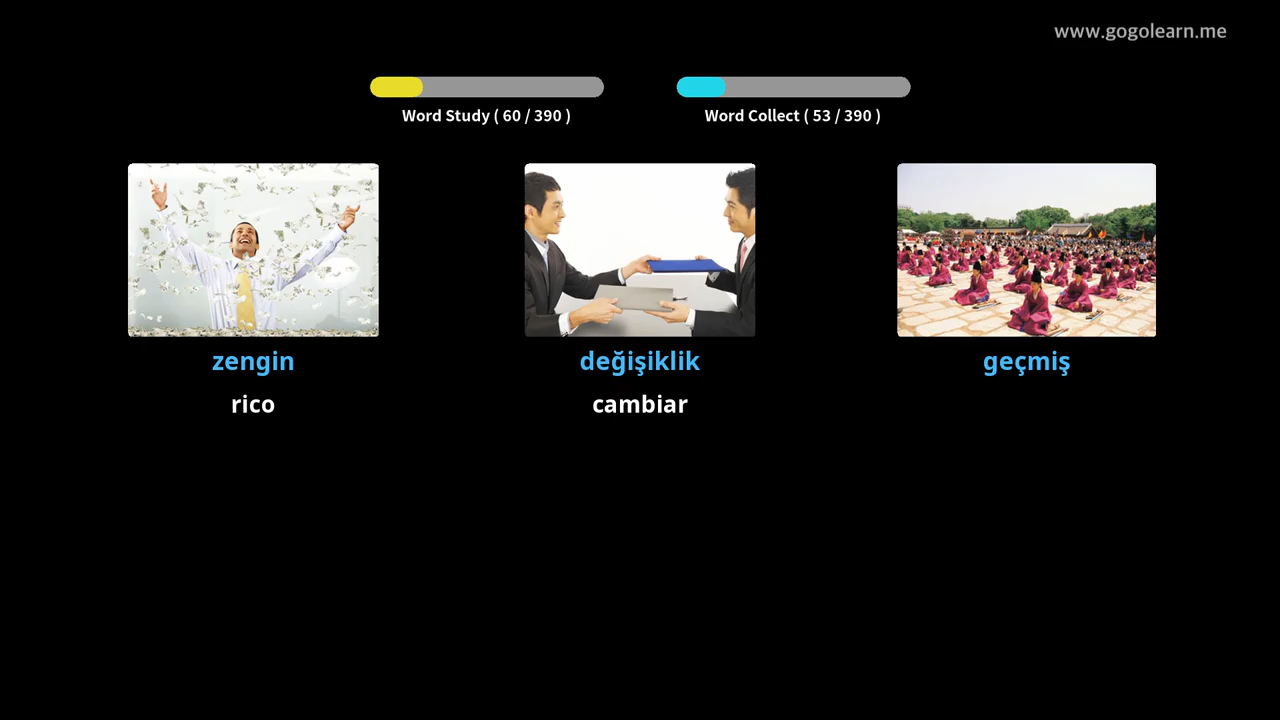 www.gogolearn.me
Word Study ( 60 / 390 )
Word Collect ( 53 / 390 )
zengin
değişiklik
geçmiş
rico
cambiar